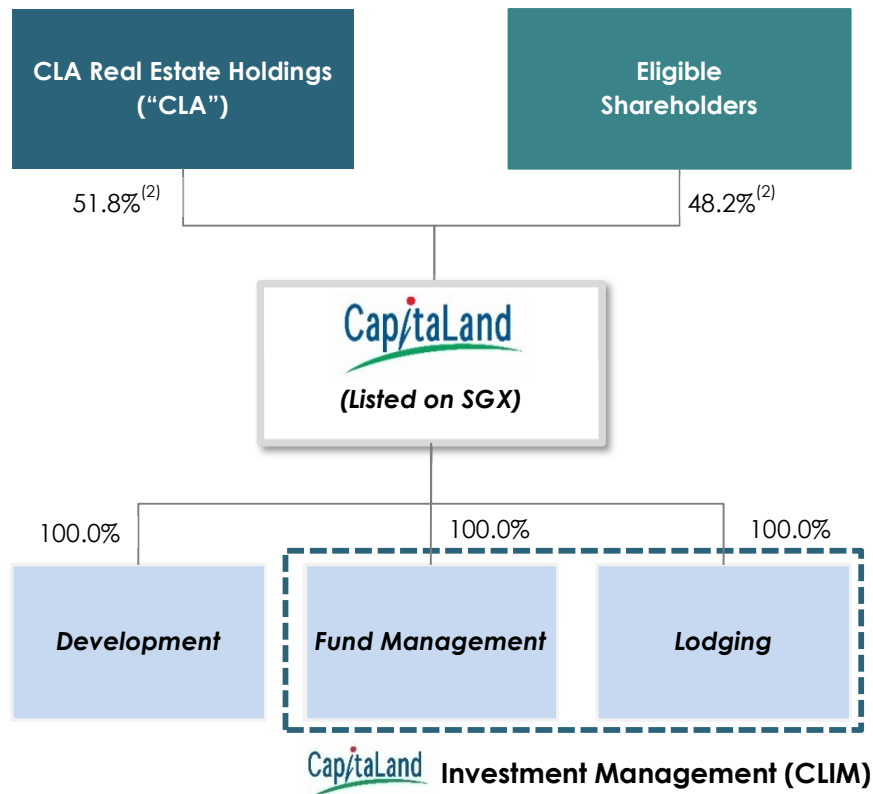 CLA Real Estate Holdings
(“CLA”)
Eligible
Shareholders
51.8%(2)
48.2%(2)
CapitaLand
(Listed on SGX)
100.0%
100.0%
100.0%
Development
Fund Management
Lodging
CapitaLand Investment Management (CLIM)